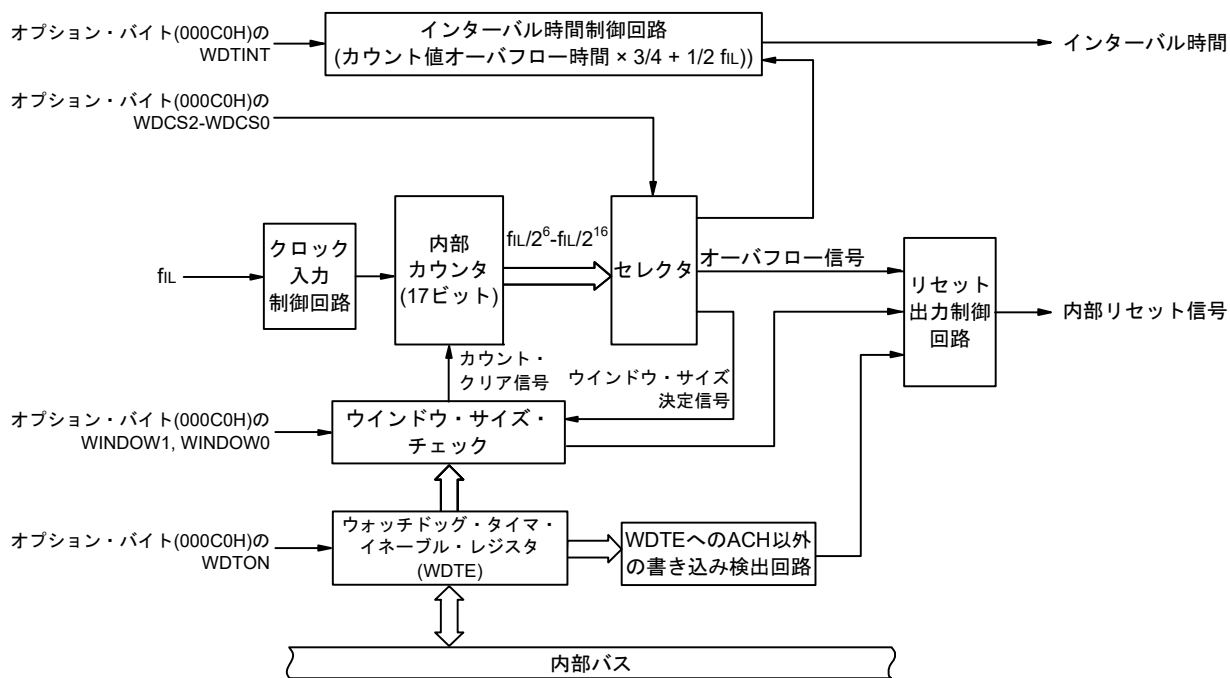 オプション・バイト(000C0H)の
WDTINT
インターバル時間制御回路
(カウント値オーバフロー時間 × 3/4 + 1/2 fIL))
インターバル時間
オプション・バイト(000C0H)の
WDCS2-WDCS0
fIL
クロック
入力
制御回路
内部
カウンタ
(17ビット)
fIL/2^6-fIL/2^16
セレクタ
オーバフロー信号
リセット
出力制御
回路
内部リセット信号
カウント・
クリア信号
ウインドウ・サイズ
決定信号
オプション・バイト(000C0H)の
WINDOW1, WINDOW0
ウインドウ・サイズ・
チェック
オプション・バイト(000C0H)の
WDTON
ウォッチドッグ・タイマ・
イネーブル・レジスタ
(WDTE)
WDTEへのACH以外
の書き込み検出回路
内部バス